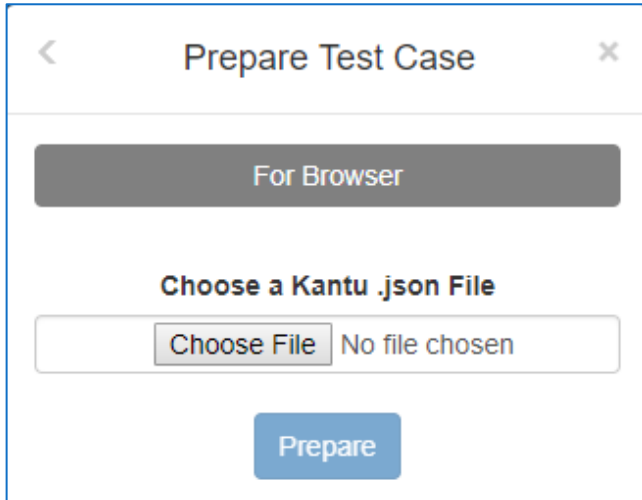 Prepare Test Case
For Browser
Choose a Kantu .json File
Choose File No file chosen
Prepare